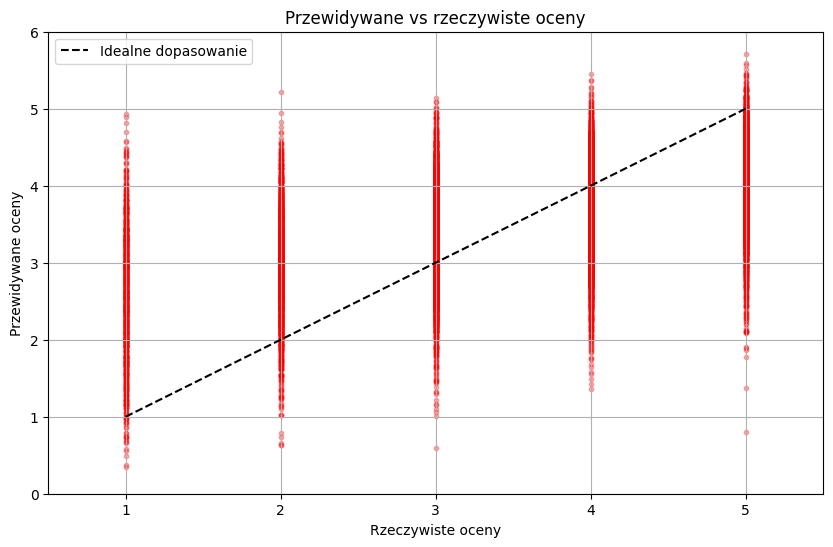 Przewidywane vs rzeczywiste oceny
Idealne dopasowanie
Przewidywane oceny
6
5
4
3
2
1
0
1 2 3 4 5
Rzeczywiste oceny